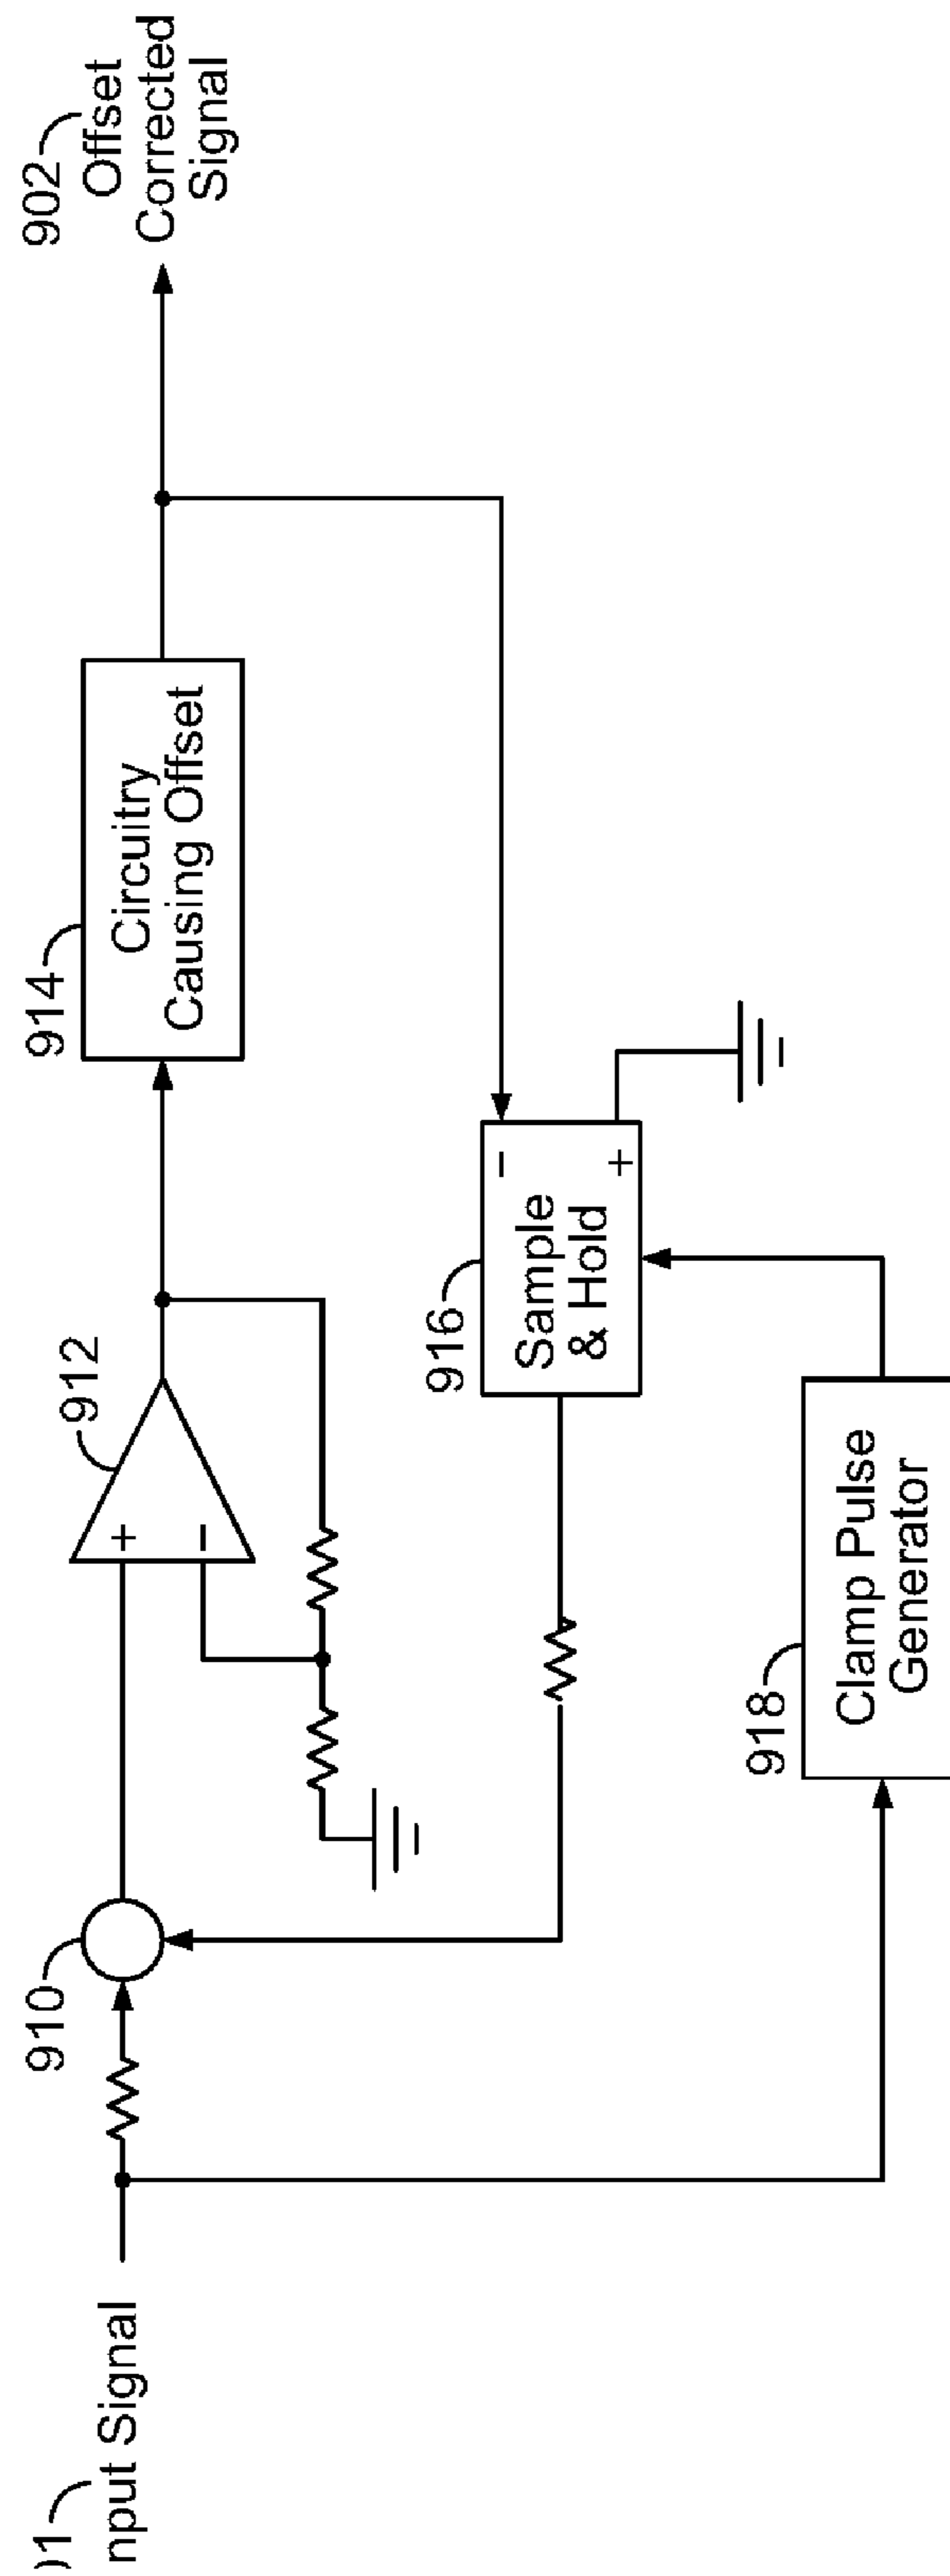 nput Signal
910
912
+
−
914
Circuitry
Causing Offset
902
Offset
Corrected
Signal
916
Sample
& Hold
−
+
918
Clamp Pulse
Generator